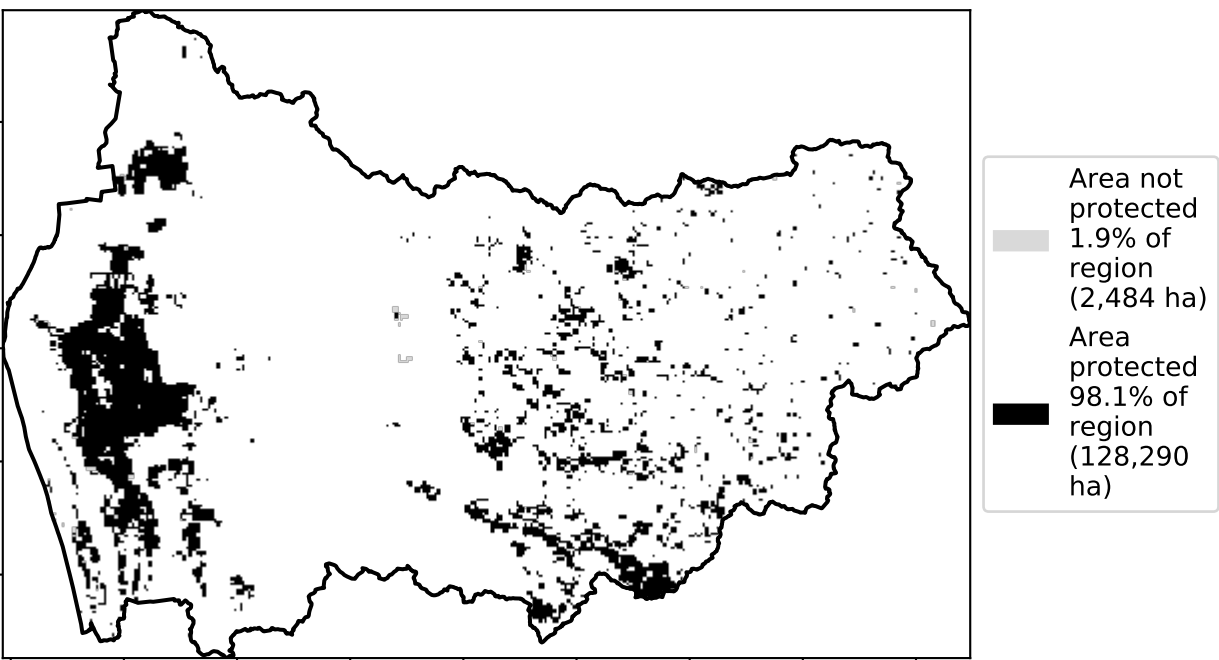 Area not
protected
1.9% of
region
(2,484 ha)
Area
protected
98.1% of
region
(128,290
ha)